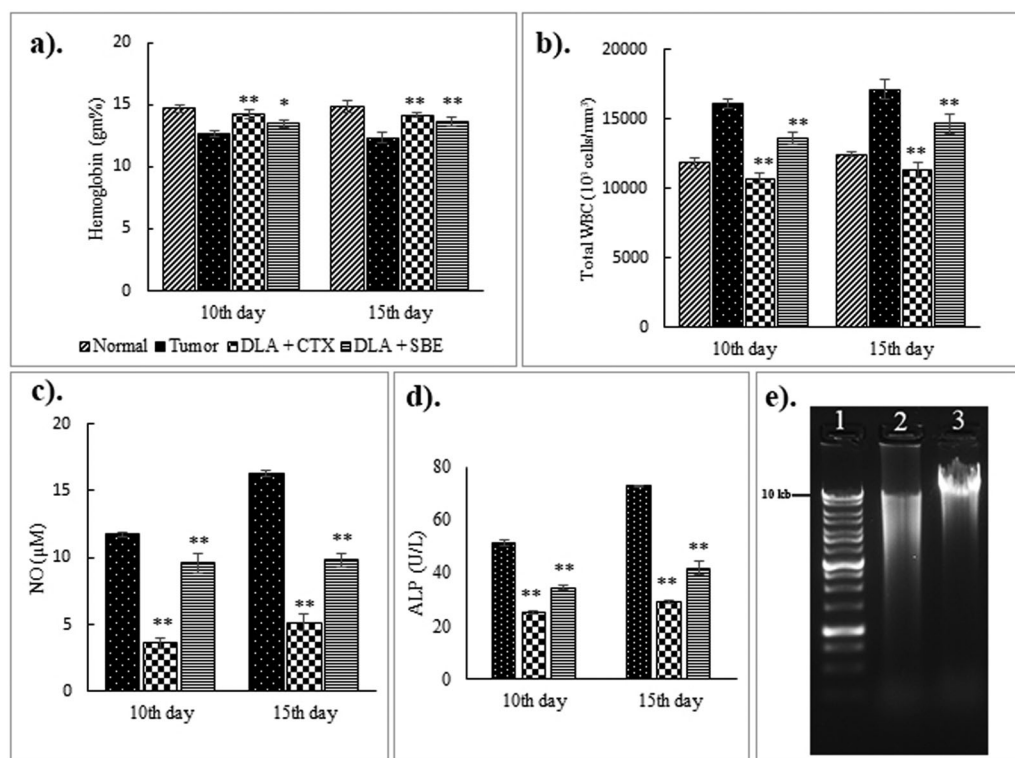 a).
Hemoglobin (gm%)
20
15
10
5
0
** *
** **
10th day 15th day
Normal Tumor DLA + CTX DLA + SBE
b).
Total WBC (10³ cells/mm³)
20000
15000
10000
5000
0
** **
** **
10th day 15th day
c).
NO (µM)
20
15
10
5
0
** **
** **
10th day 15th day
d).
ALP (U/L)
80
60
40
20
0
** **
** **
10th day 15th day
e).
1 2 3
10 kb